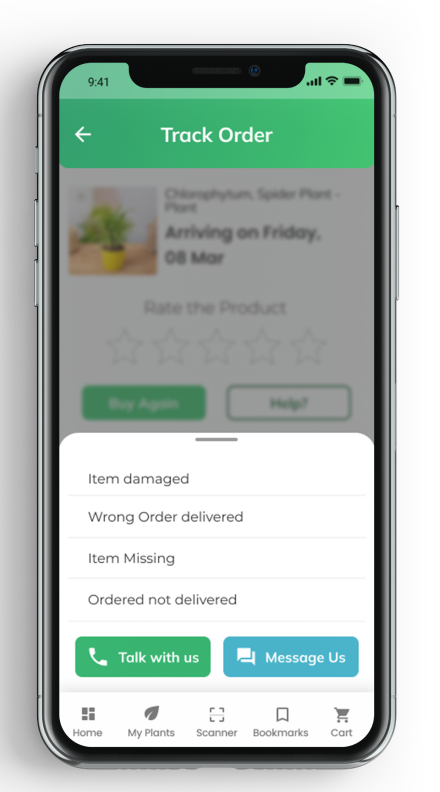 9:41
Track Order
Chlorophytum, Spider Plant -
Plant
Arriving on Friday,
08 Mar
Rate the Product
Buy Again
Help?
Item damaged
Wrong Order delivered
Item Missing
Ordered not delivered
Talk with us
Message Us
Home
My Plants
Scanner
Bookmarks
Cart